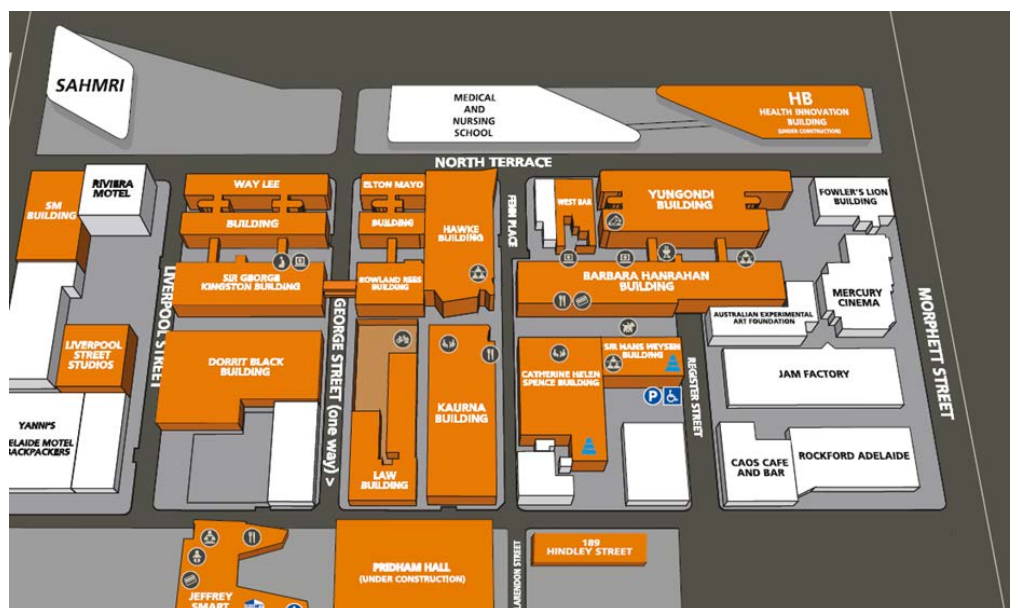 SAHMRI
MEDICAL
AND
NURSING
SCHOOL
HB
HEALTH INNOVATION
BUILDING
(UNDER CONSTRUCTION)
NORTH TERRACE
SM
BUILDING
RIVIERA
MOTEL
WAY LEE
BUILDING
ELTON MAYO
BUILDING
HAWKE
BUILDING
FENN PLACE
WEST BAR
YUNGONDI
BUILDING
FOWLER'S LION
BUILDING
LIVERPOOL STREET
SIR GEORGE
KINGSTON BUILDING
ROWLAND REES
BUILDING
BARBARA HANRAHAN
BUILDING
MERCURY
CINEMA
MORPHETT STREET
AUSTRALIAN EXPERIMENTAL
ART FOUNDATION
LIVERPOOL
STREET
STUDIOS
DORRIT BLACK
BUILDING
GEORGE STREET (one way) >
KAURNA
BUILDING
CATHERINE HELEN
SPENCE BUILDING
SIR HANS HEYSEN
BUILDING
P
REGISTER STREET
JAM FACTORY
YANNI'S
ELAIDE MOTEL
BACKPACKERS
LAW
BUILDING
CAOS CAFE
AND BAR
ROCKFORD ADELAIDE
JEFFREY
SMART
PRIDHAM HALL
(UNDER CONSTRUCTION)
LARENDON STREET
189
HINDLEY STREET